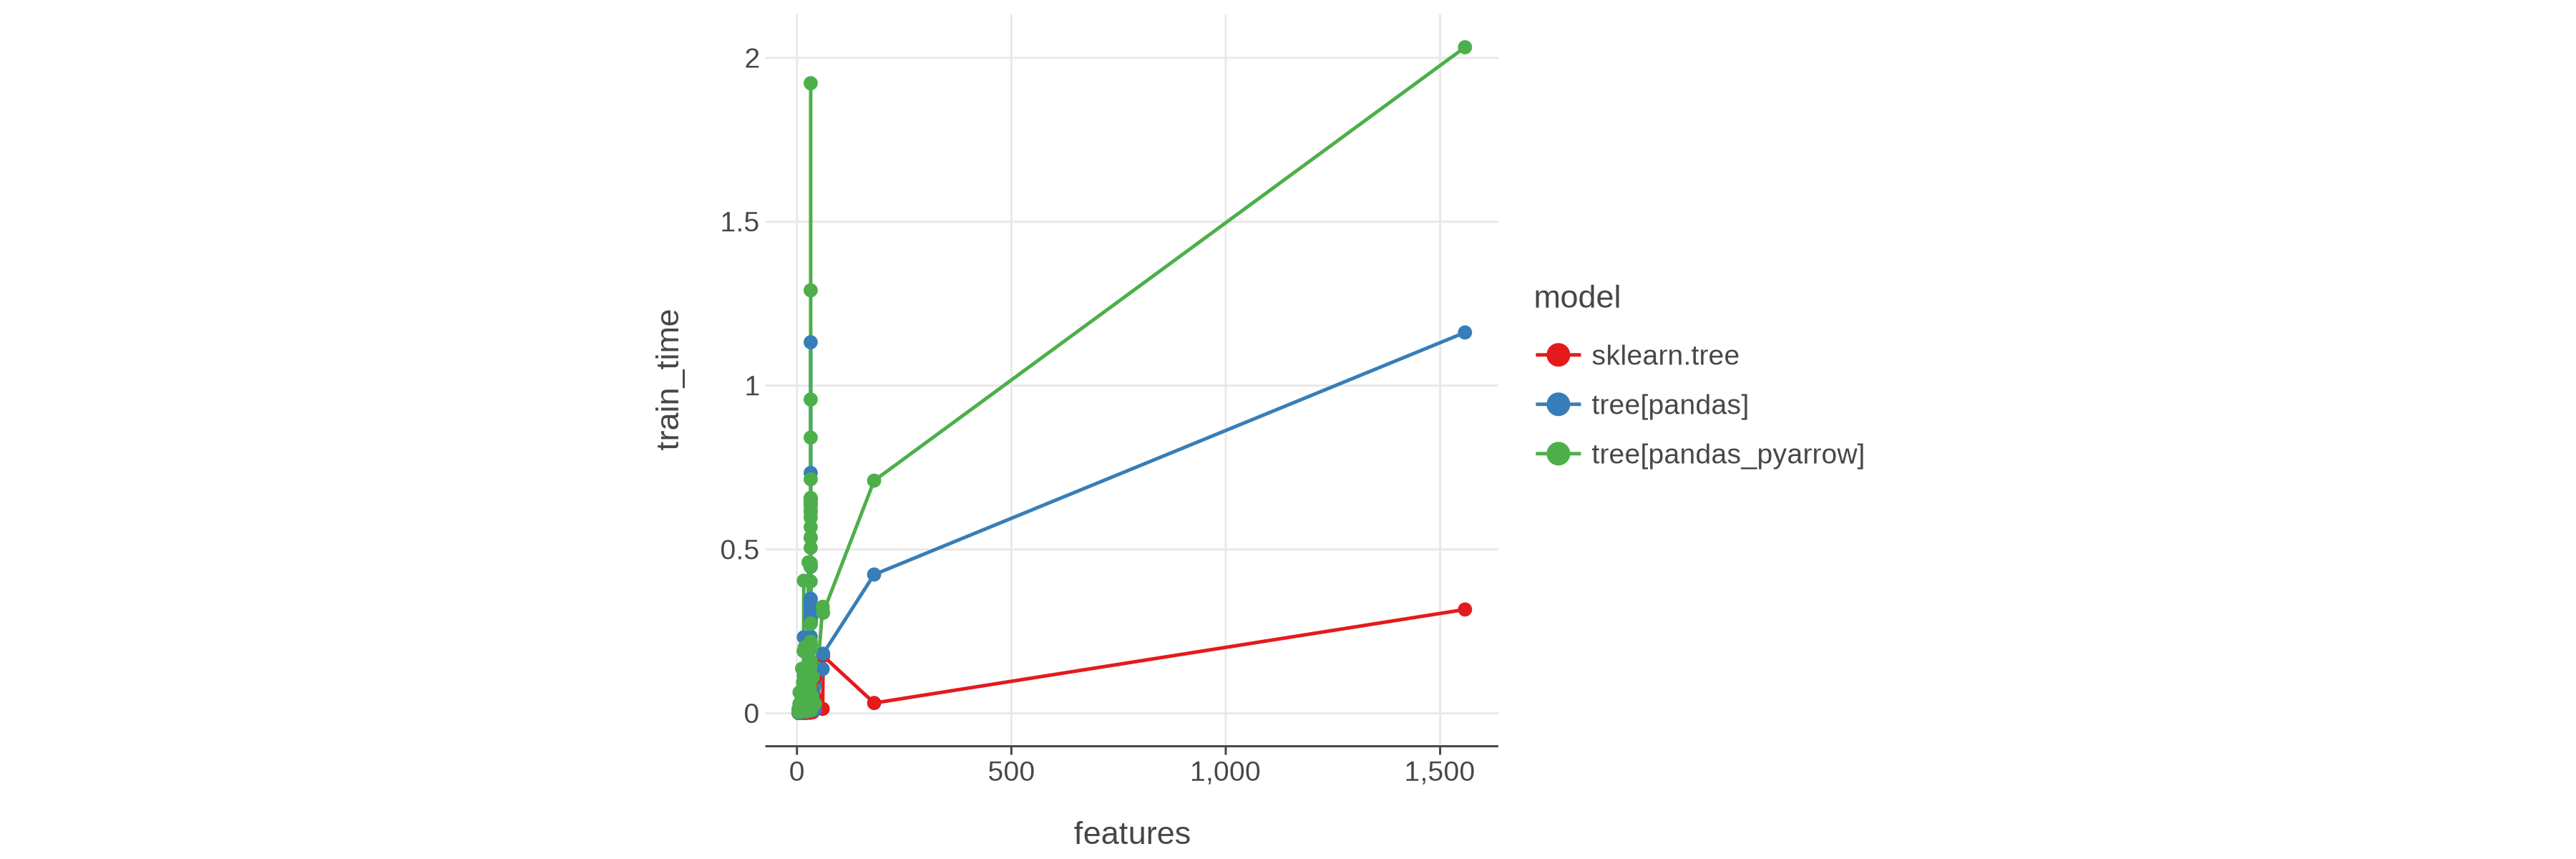 2
1.5
1
0.5
0
train_time
0 500 1,000 1,500
features
model
sklearn.tree
tree[pandas]
tree[pandas_pyarrow]